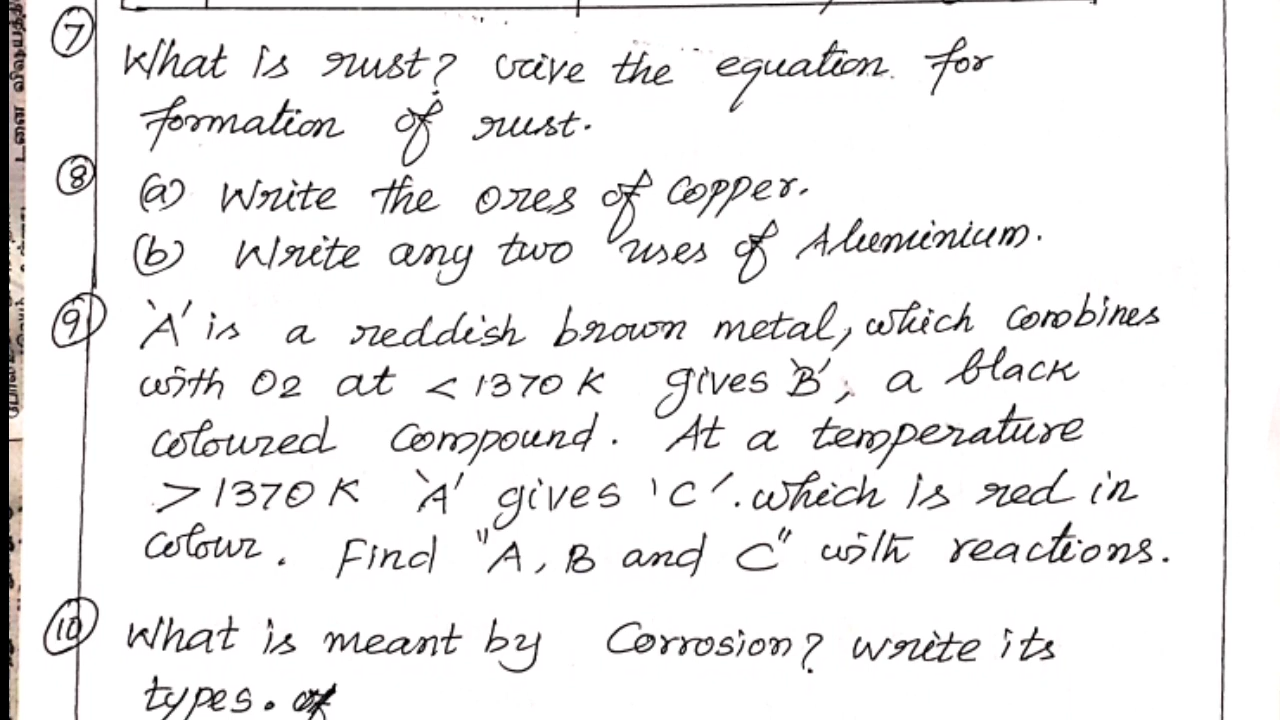 7 What is rust? Give the equation. for
formation of rust.
8 (a) Write the ores of copper.
(b) Write any two uses of Aluminium.
9 'A' is a reddish brown metal, which combines
with O2 at < 1370 K gives 'B', a black
coloured compound. At a temperature
> 1370 K 'A' gives 'C'. which is red in
colour. Find "A, B and C" with reactions.
10 What is meant by Corrosion? write its
types. of